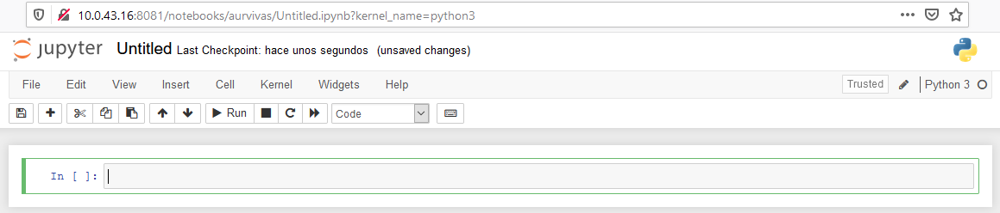 10.0.43.16:8081/notebooks/aurvivas/Untitled.ipynb?kernel_name=python3
jupyter Untitled Last Checkpoint: hace unos segundos (unsaved changes)
File Edit View Insert Cell Kernel Widgets Help Trusted Python 3
Run Code
In [ ]: